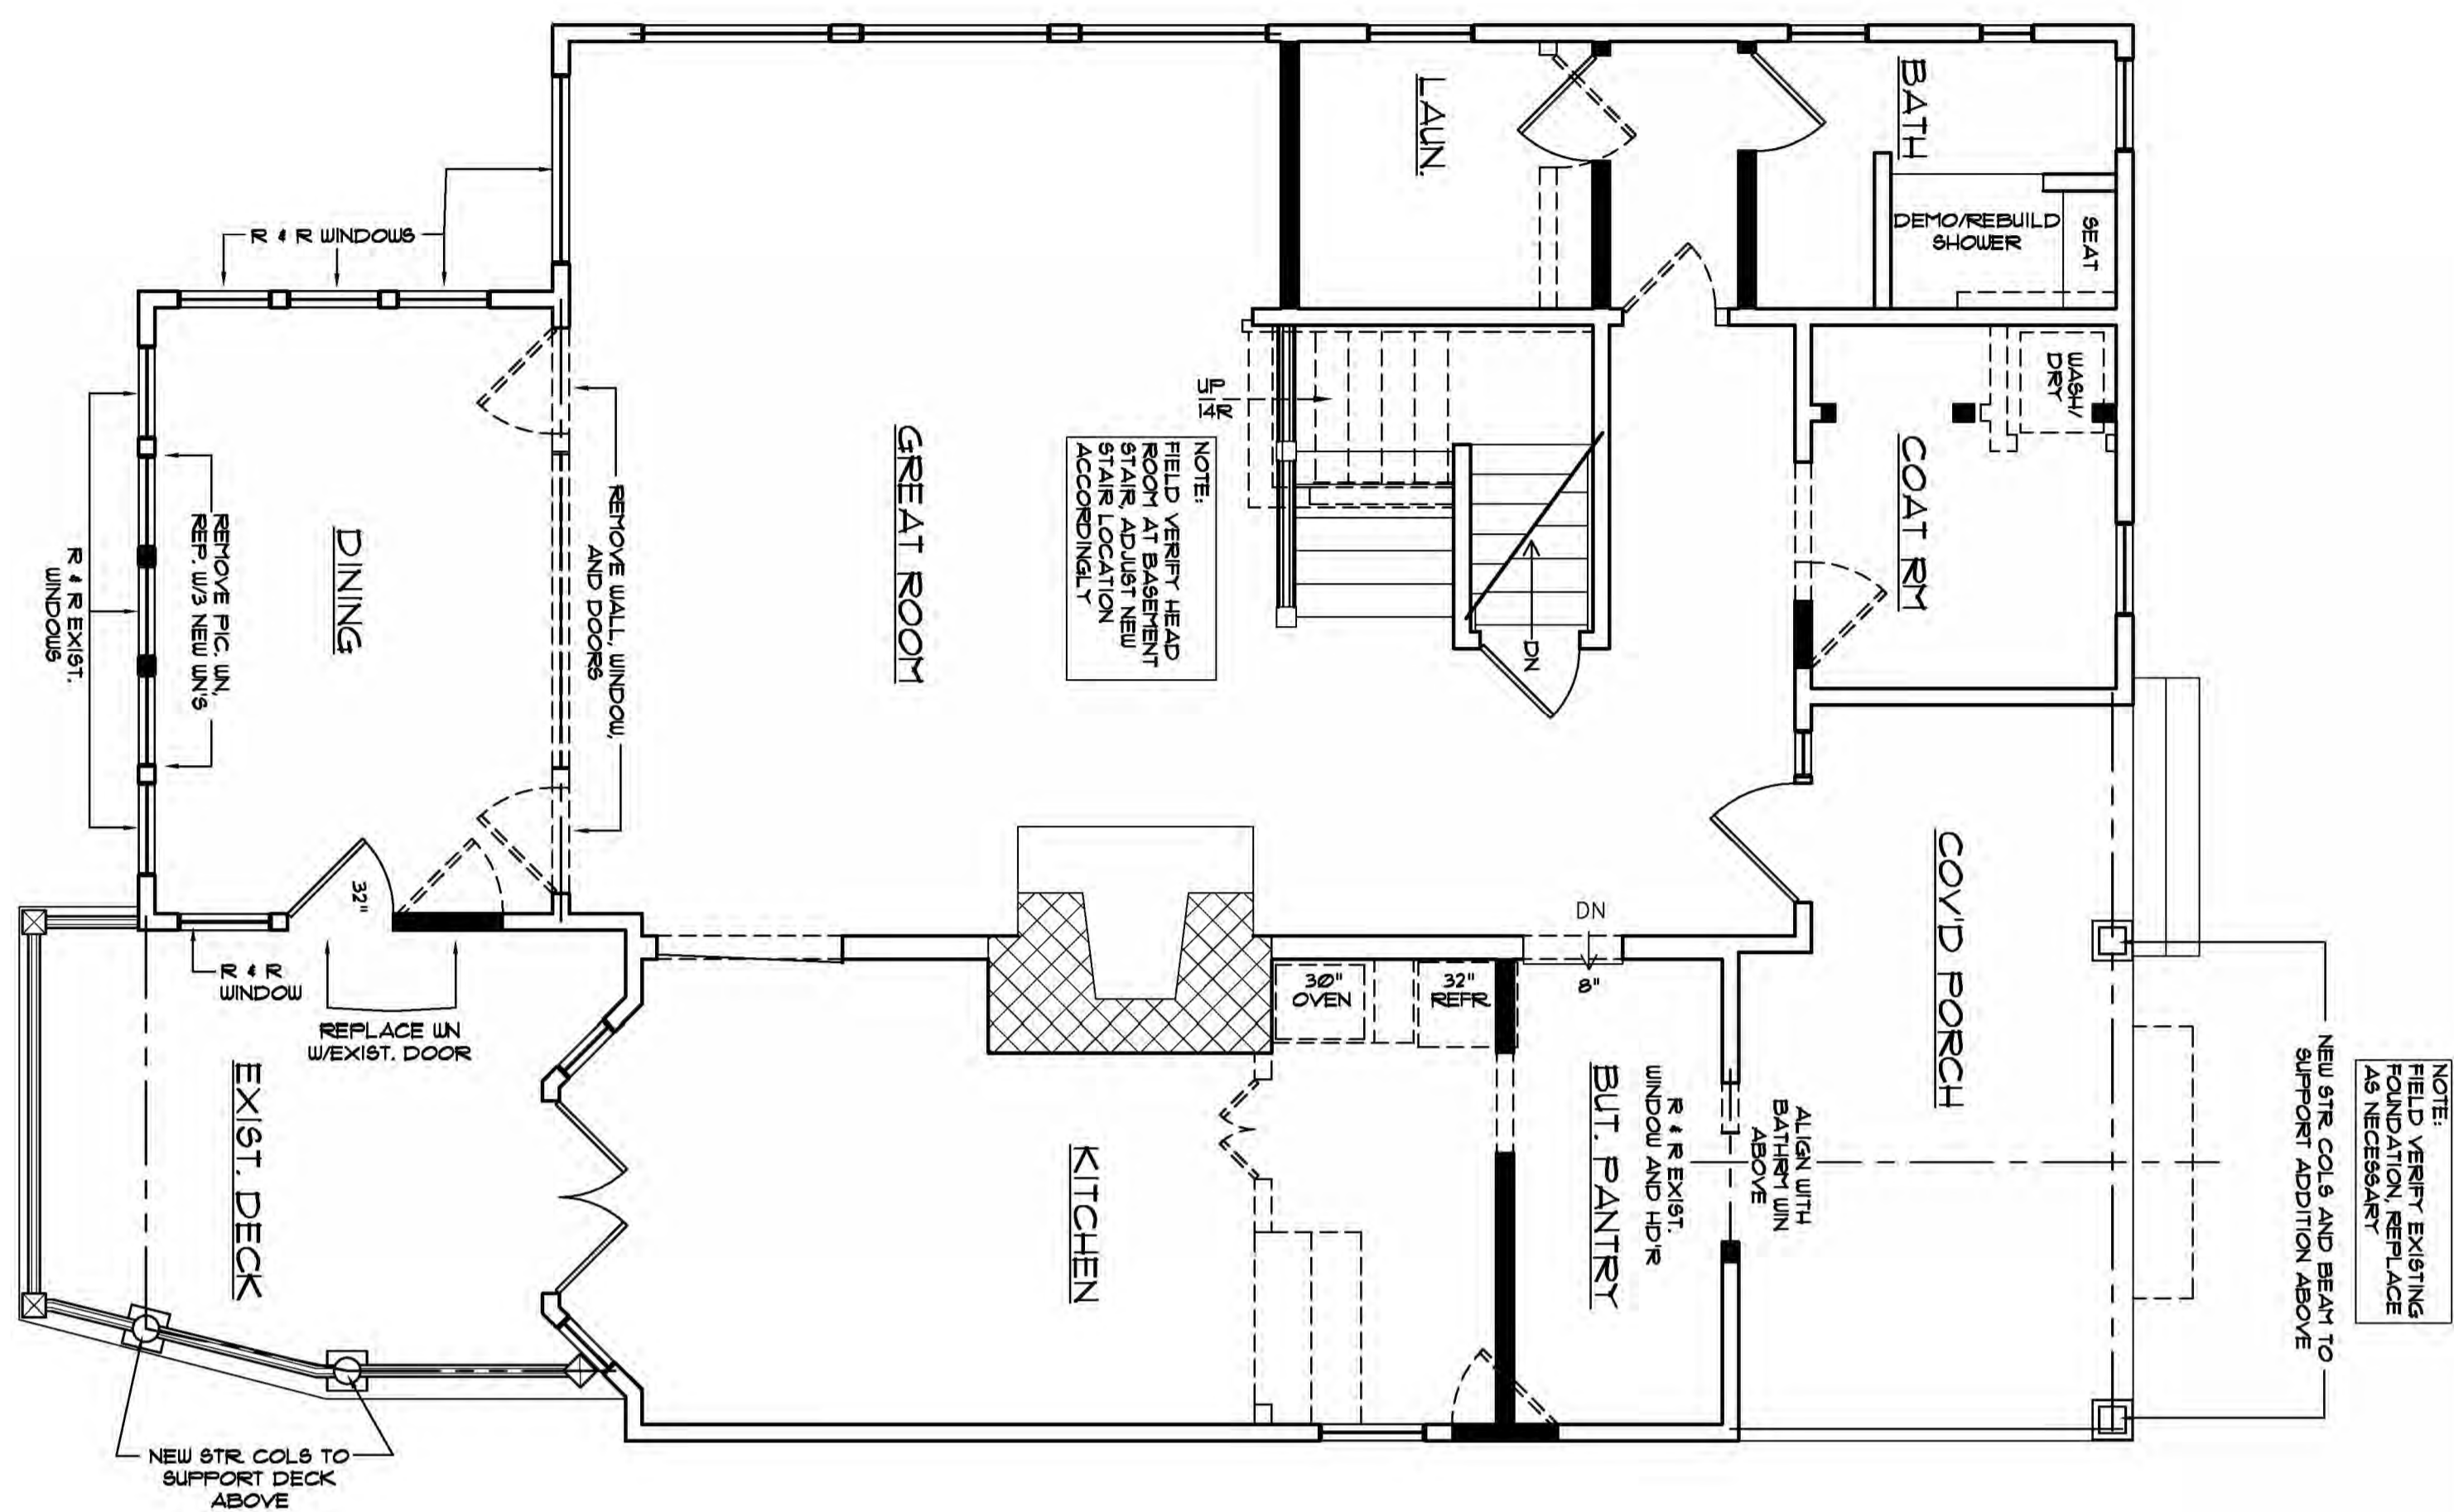 BATH
LAUN.
DEMO/REBUILD
SHOWER
SEAT
R & R WINDOWS
WASH/
DRY
COAT RM
UP
14R
NOTE:
FIELD VERIFY HEAD
ROOM AT BASEMENT
STAIR, ADJUST NEW
STAIR LOCATION
ACCORDINGLY
GREAT ROOM
DN
REMOVE WALL, WINDOW,
AND DOORS
DINING
REMOVE PIC. WN,
REP. W/3 NEW WN'S
R & R EXIST.
WINDOWS
32"
COV'D PORCH
DN
8"
30"
OVEN
32"
REFR.
R & R
WINDOW
REPLACE WN
W/EXIST. DOOR
EXIST. DECK
KITCHEN
BUT. PANTRY
R & R EXIST.
WINDOW AND HD'R
ALIGN WITH
BATHRM WIN
ABOVE
NEW STR COLS AND BEAM TO
SUPPORT ADDITION ABOVE
NOTE:
FIELD VERIFY EXISTING
FOUNDATION, REPLACE
AS NECESSARY
NEW STR. COLS TO
SUPPORT DECK
ABOVE